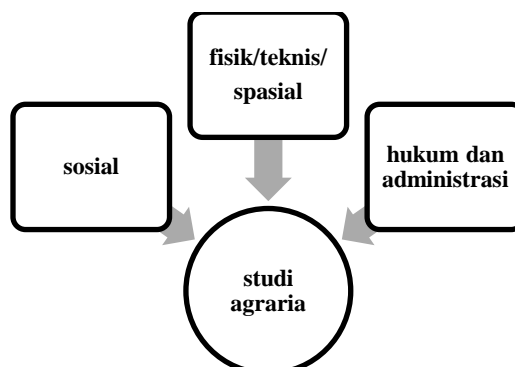 fisik/teknis/
spasial
sosial
hukum dan
administrasi
studi
agraria